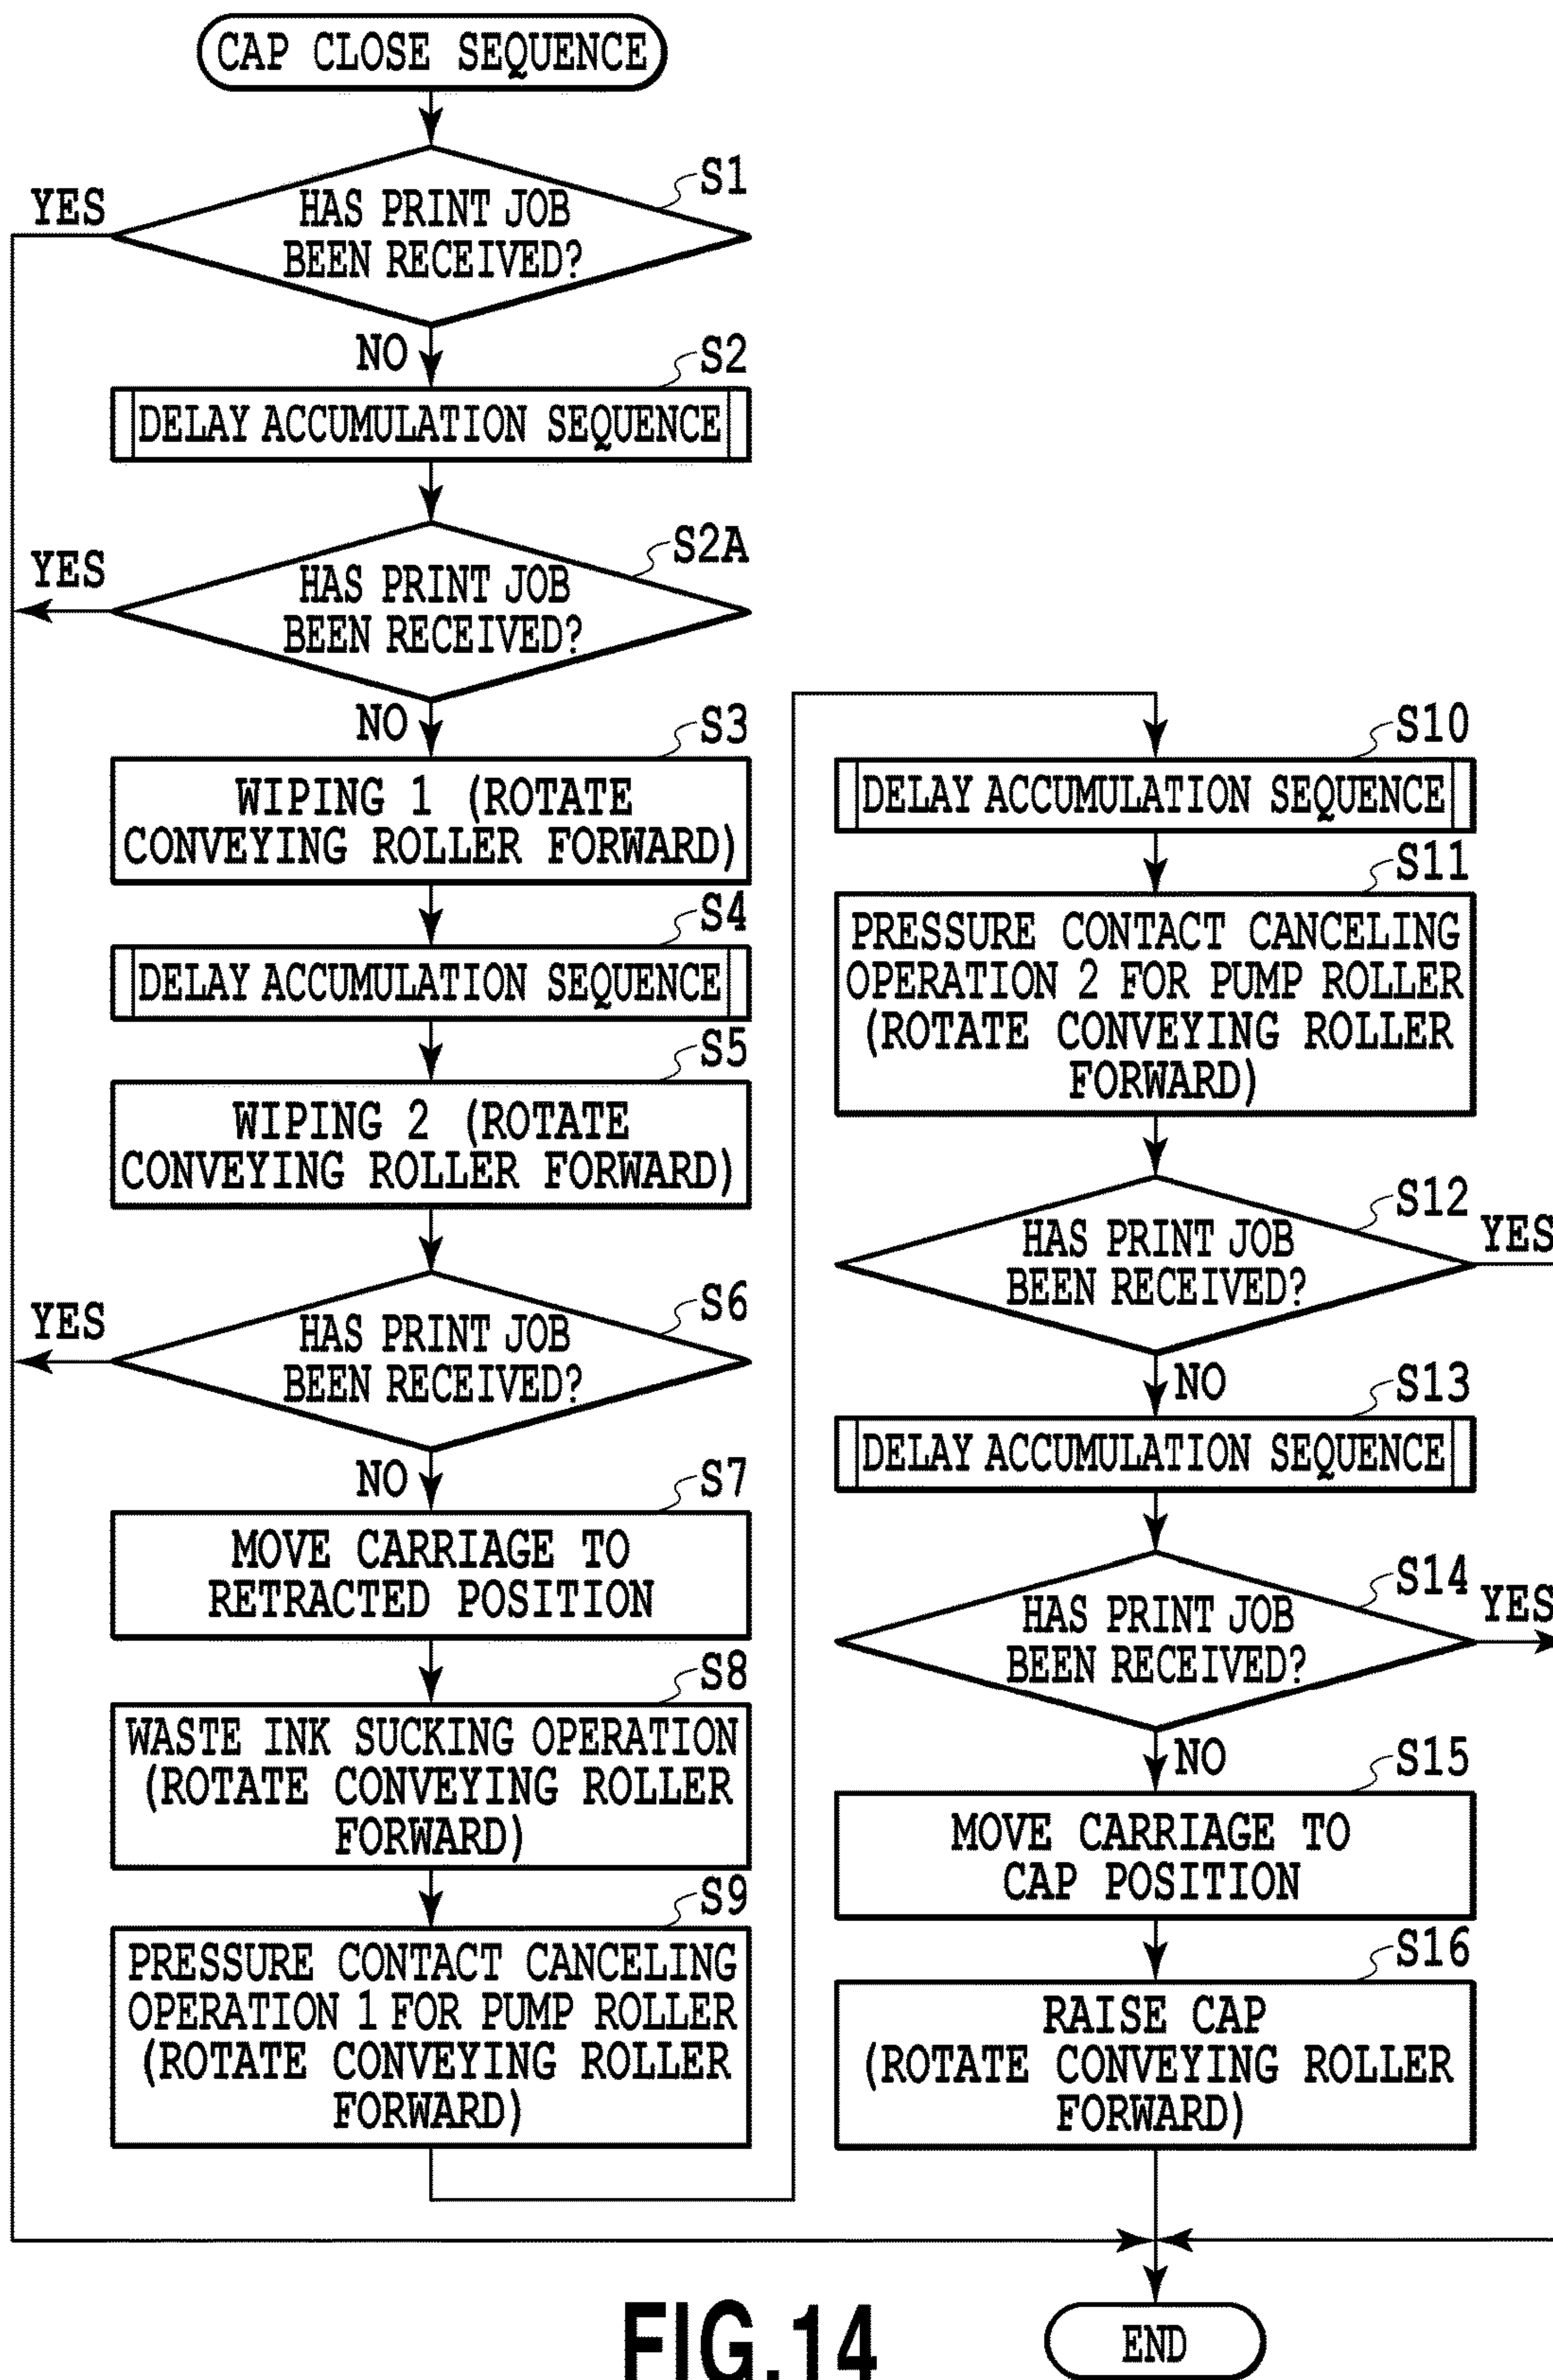 CAP CLOSE SEQUENCE
S1
YES
HAS PRINT JOB
BEEN RECEIVED?
NO
S2
DELAY ACCUMULATION SEQUENCE
S2A
YES
HAS PRINT JOB
BEEN RECEIVED?
NO
S3
WIPING 1 (ROTATE
CONVEYING ROLLER FORWARD)
S4
DELAY ACCUMULATION SEQUENCE
S5
WIPING 2 (ROTATE
CONVEYING ROLLER FORWARD)
S6
YES
HAS PRINT JOB
BEEN RECEIVED?
NO
S7
MOVE CARRIAGE TO
RETRACTED POSITION
S8
WASTE INK SUCKING OPERATION
(ROTATE CONVEYING ROLLER
FORWARD)
S9
PRESSURE CONTACT CANCELING
OPERATION 1 FOR PUMP ROLLER
(ROTATE CONVEYING ROLLER
FORWARD)
S10
DELAY ACCUMULATION SEQUENCE
S11
PRESSURE CONTACT CANCELING
OPERATION 2 FOR PUMP ROLLER
(ROTATE CONVEYING ROLLER
FORWARD)
S12
YES
HAS PRINT JOB
BEEN RECEIVED?
NO
S13
DELAY ACCUMULATION SEQUENCE
S14
YES
HAS PRINT JOB
BEEN RECEIVED?
NO
S15
MOVE CARRIAGE TO
CAP POSITION
S16
RAISE CAP
(ROTATE CONVEYING ROLLER
FORWARD)
END
FIG.14